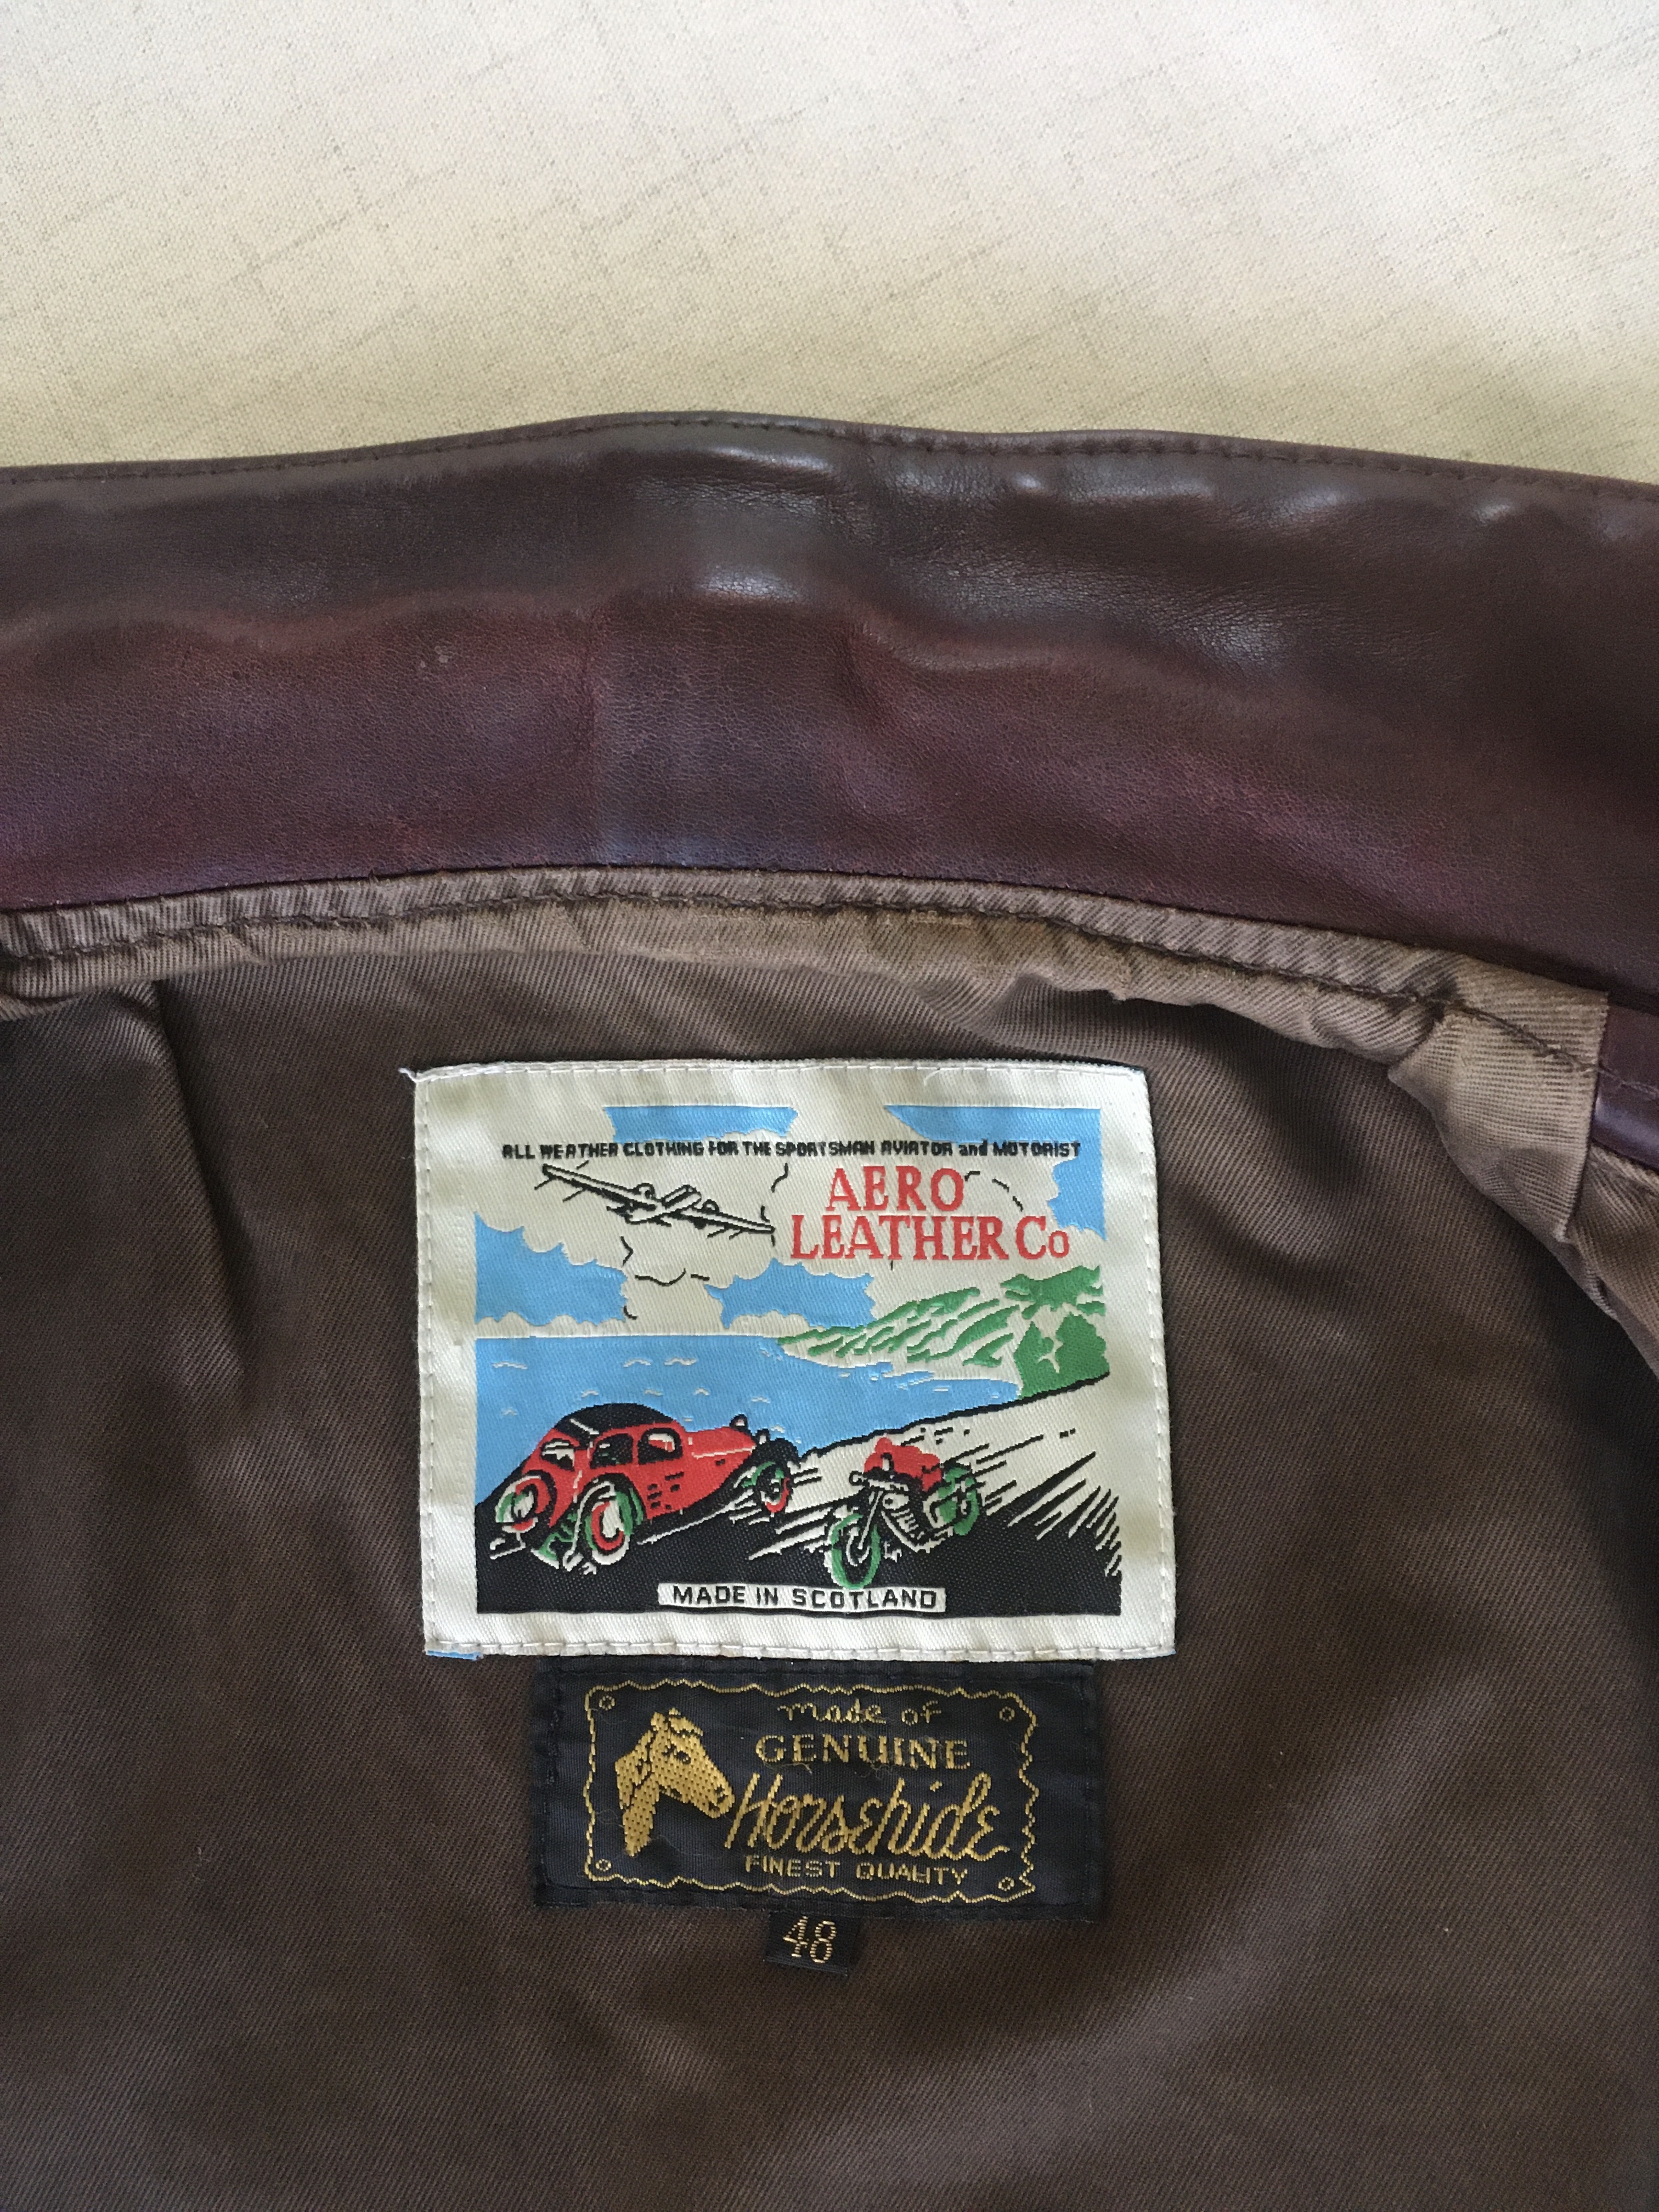 ALL WEATHER CLOTHING FOR THE SPORTSMAN AVIATOR and MOTORIST
AERO
LEATHER Co
MADE IN SCOTLAND
made of
GENUINE
Horsehide
FINEST QUALITY
48